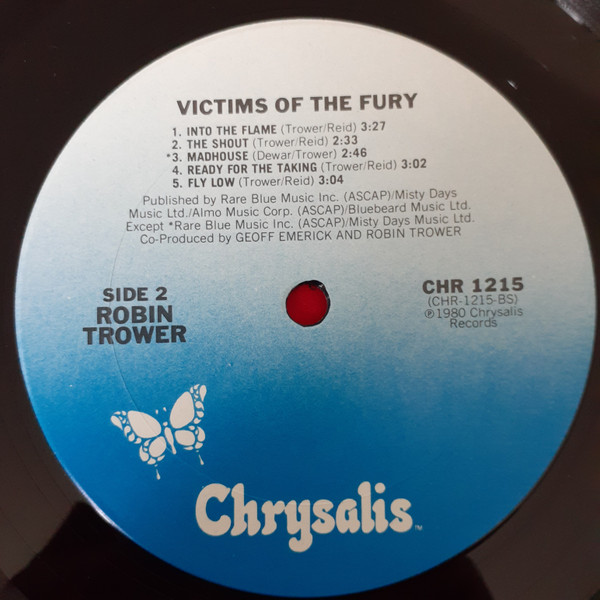 VICTIMS OF THE FURY
1. INTO THE FLAME (Trower/Reid) 3:27
2. THE SHOUT (Trower/Reid) 2:33
*3. MADHOUSE (Dewar/Trower) 2:46
4. READY FOR THE TAKING (Trower/Reid) 3:02
5. FLY LOW (Trower/Reid) 3:04
Published by Rare Blue Music Inc. (ASCAP)/Misty Days
Music Ltd./Almo Music Corp. (ASCAP)/Bluebeard Music Ltd.
Except *Rare Blue Music Inc. (ASCAP)/Misty Days Music Ltd.
Co-Produced by GEOFF EMERICK AND ROBIN TROWER
SIDE 2
ROBIN
TROWER
CHR 1215
(CHR-1215-BS)
℗1980 Chrysalis
Records
Chrysalis™